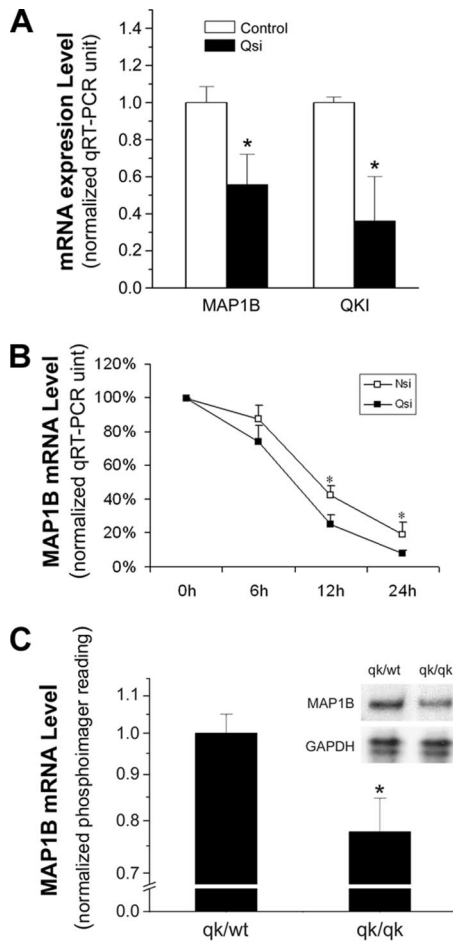 A
mRNA expresion Level
(normalized qRT-PCR unit)
1.4
1.2
1.0
0.8
0.6
0.4
0.2
0.0
Control
Qsi
*
*
MAP1B QKI
B
MAP1B mRNA Level
(normalized qRT-PCR uint)
120%
100%
80%
60%
40%
20%
0%
Nsi
Qsi
*
*
0h 6h 12h 24h
C
MAP1B mRNA Level
(normalized phosphoimager reading)
1.1
1.0
0.9
0.8
0.7
0.0
qk/wt qk/qk
MAP1B
GAPDH
*
qk/wt qk/qk